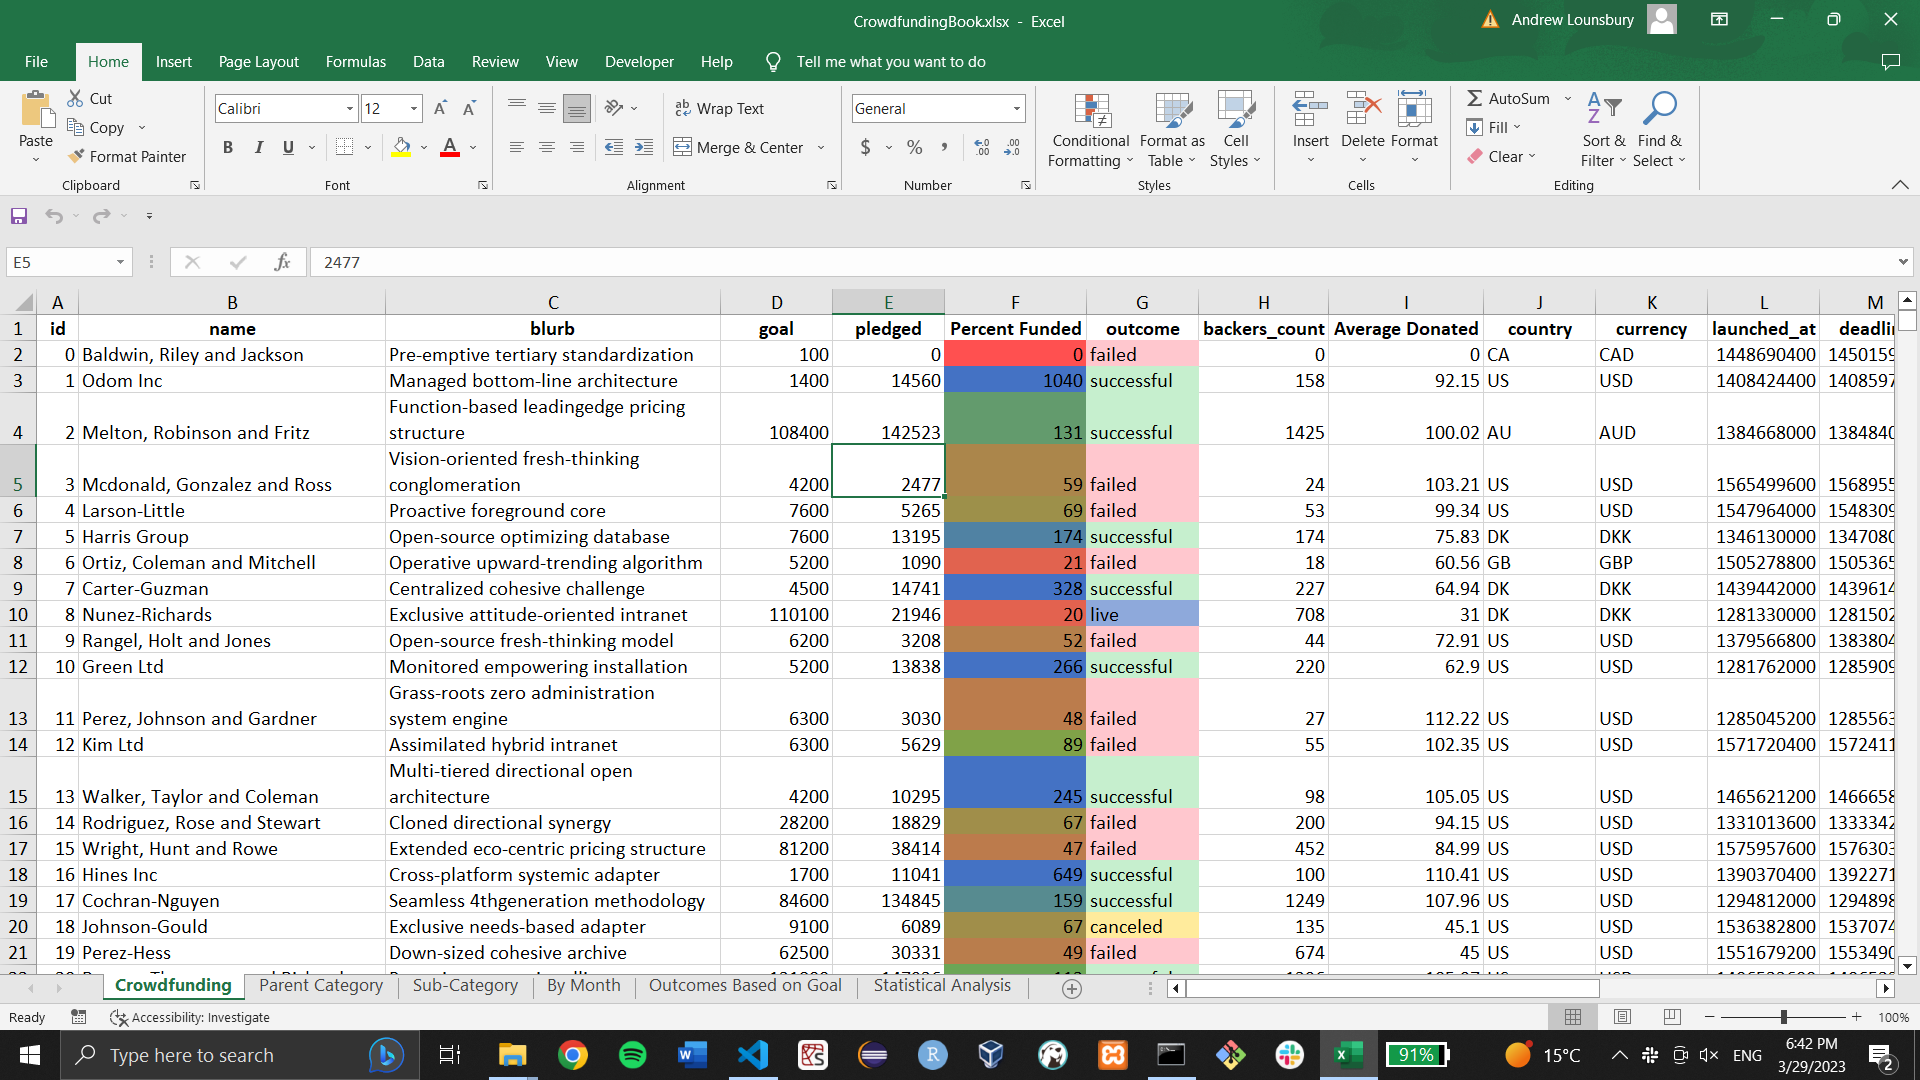 CrowdfundingBook.xlsx - Excel
Andrew Lounsbury
File Home Insert Page Layout Formulas Data Review View Developer Help Tell me what you want to do
Paste
Cut
Copy
Format Painter
Clipboard
Calibri 12
B I U
Font
Wrap Text
Merge & Center
Alignment
General
$ % ,
Number
Conditional Formatting
Format as Table
Cell Styles
Styles
Insert Delete Format
Cells
AutoSum
Fill
Clear
Sort & Filter
Find & Select
Editing
E5 fx 2477
A B C D E F G H I J K L M
1 id name blurb goal pledged Percent Funded outcome backers_count Average Donated country currency launched_at deadli
2 0 Baldwin, Riley and Jackson Pre-emptive tertiary standardization 100 0 0 failed 0 0 CA CAD 1448690400 1450159
3 1 Odom Inc Managed bottom-line architecture 1400 14560 1040 successful 158 92.15 US USD 1408424400 1408597
Function-based leadingedge pricing
4 2 Melton, Robinson and Fritz structure 108400 142523 131 successful 1425 100.02 AU AUD 1384668000 1384840
Vision-oriented fresh-thinking
5 3 Mcdonald, Gonzalez and Ross conglomeration 4200 2477 59 failed 24 103.21 US USD 1565499600 1568955
6 4 Larson-Little Proactive foreground core 7600 5265 69 failed 53 99.34 US USD 1547964000 1548309
7 5 Harris Group Open-source optimizing database 7600 13195 174 successful 174 75.83 DK DKK 1346130000 1347080
8 6 Ortiz, Coleman and Mitchell Operative upward-trending algorithm 5200 1090 21 failed 18 60.56 GB GBP 1505278800 1505365
9 7 Carter-Guzman Centralized cohesive challenge 4500 14741 328 successful 227 64.94 DK DKK 1439442000 1439614
10 8 Nunez-Richards Exclusive attitude-oriented intranet 110100 21946 20 live 708 31 DK DKK 1281330000 1281502
11 9 Rangel, Holt and Jones Open-source fresh-thinking model 6200 3208 52 failed 44 72.91 US USD 1379566800 1383804
12 10 Green Ltd Monitored empowering installation 5200 13838 266 successful 220 62.9 US USD 1281762000 1285909
Grass-roots zero administration
13 11 Perez, Johnson and Gardner system engine 6300 3030 48 failed 27 112.22 US USD 1285045200 1285563
14 12 Kim Ltd Assimilated hybrid intranet 6300 5629 89 failed 55 102.35 US USD 1571720400 1572411
Multi-tiered directional open
15 13 Walker, Taylor and Coleman architecture 4200 10295 245 successful 98 105.05 US USD 1465621200 1466658
16 14 Rodriguez, Rose and Stewart Cloned directional synergy 28200 18829 67 failed 200 94.15 US USD 1331013600 1333342
17 15 Wright, Hunt and Rowe Extended eco-centric pricing structure 81200 38414 47 failed 452 84.99 US USD 1575957600 1576303
18 16 Hines Inc Cross-platform systemic adapter 1700 11041 649 successful 100 110.41 US USD 1390370400 1392271
19 17 Cochran-Nguyen Seamless 4thgeneration methodology 84600 134845 159 successful 1249 107.96 US USD 1294812000 1294898
20 18 Johnson-Gould Exclusive needs-based adapter 9100 6089 67 canceled 135 45.1 US USD 1536382800 1537074
21 19 Perez-Hess Down-sized cohesive archive 62500 30331 49 failed 674 45 US USD 1551679200 1553490
Crowdfunding Parent Category Sub-Category By Month Outcomes Based on Goal Statistical Analysis
Ready Accessibility: Investigate 100%
Type here to search
91%
15°C
ENG
6:42 PM
3/29/2023
2